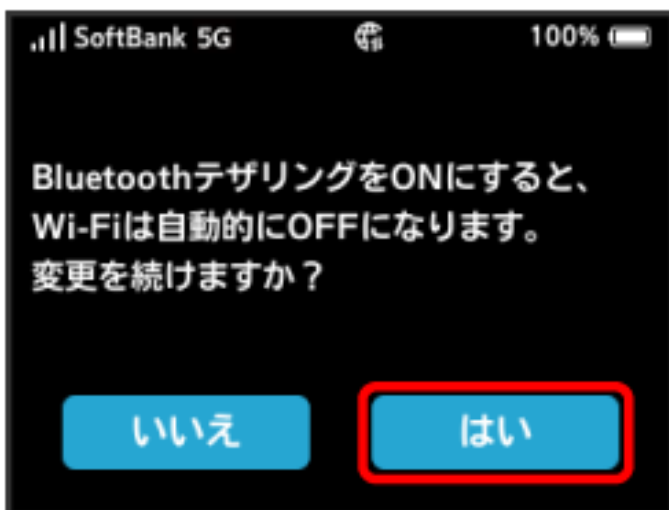 SoftBank 5G 100%
BluetoothテザリングをONにすると、
Wi-Fiは自動的にOFFになります。
変更を続けますか？
いいえ はい